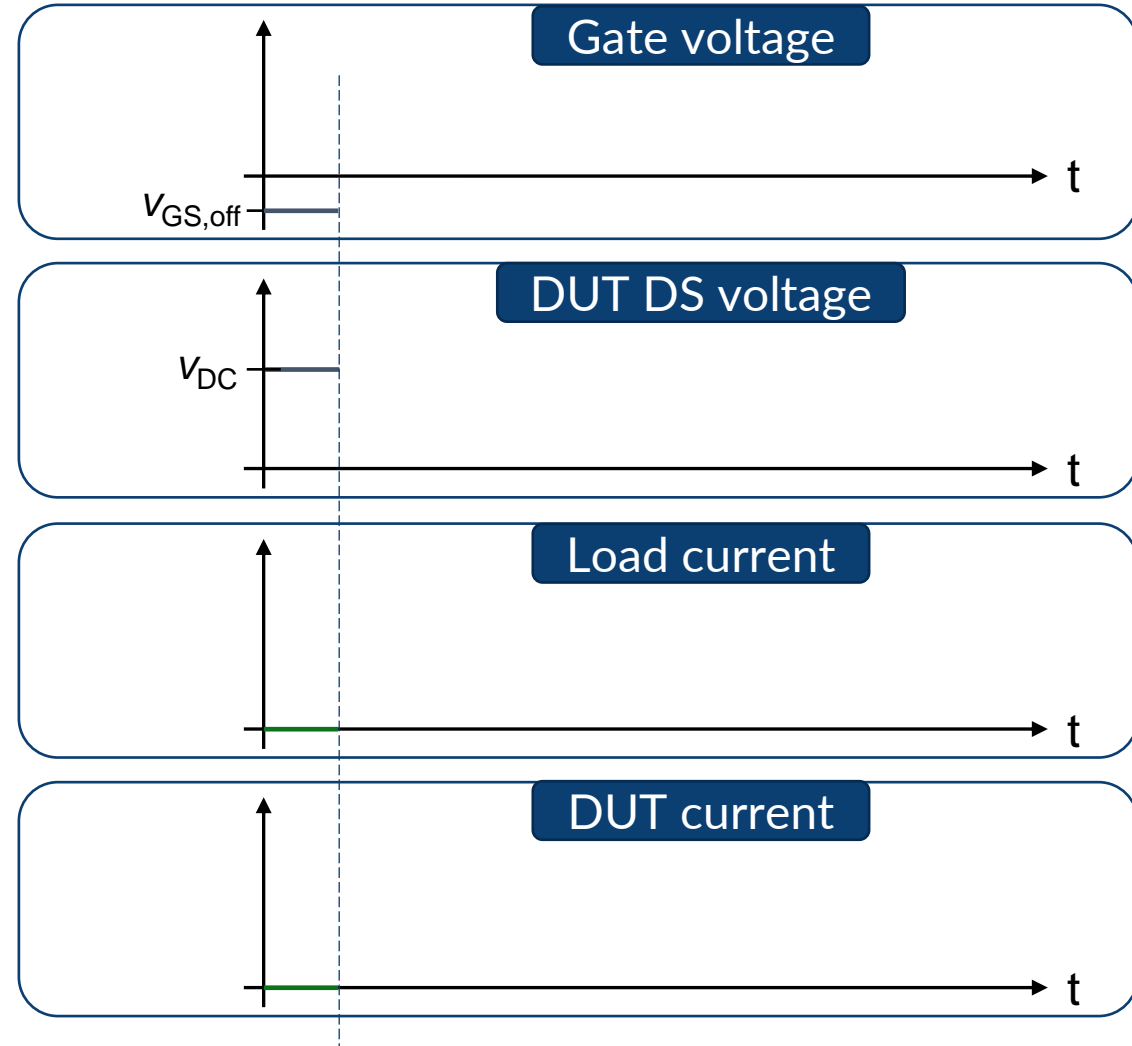 Gate voltage
t
vGS,off
DUT DS voltage
vDC
t
Load current
t
DUT current
t